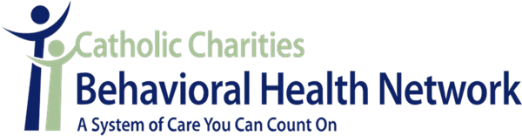 Catholic Charities
Behavioral Health Network
A System of Care You Can Count On